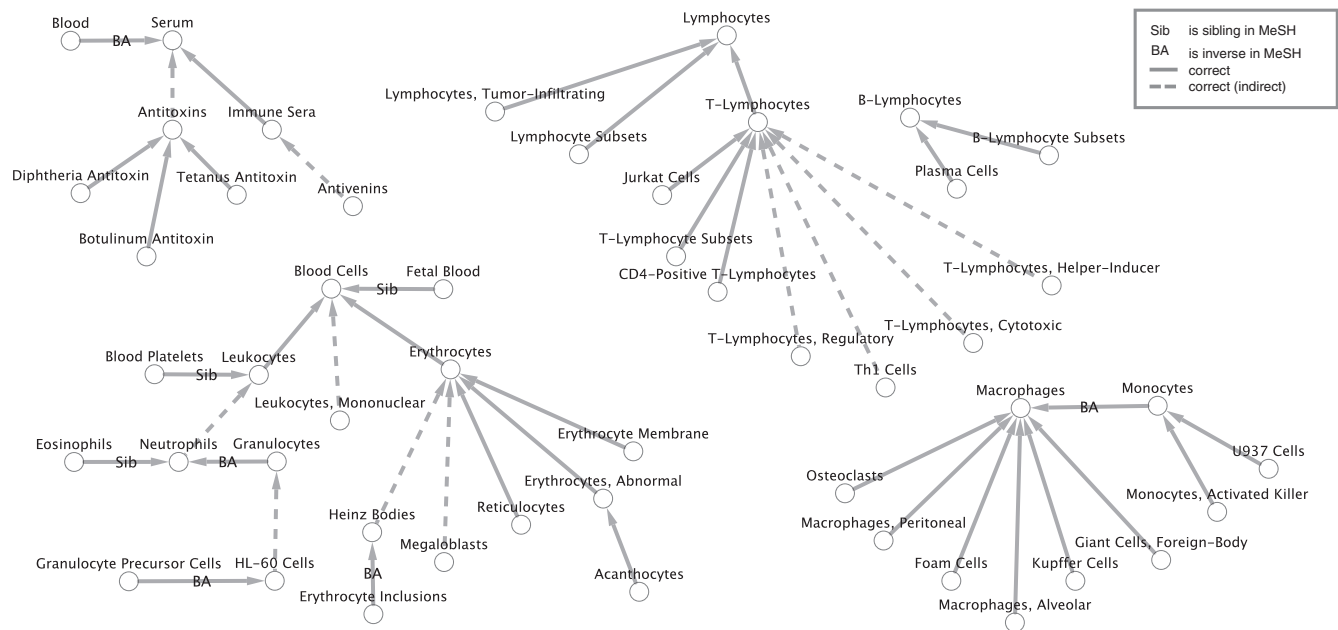 Blood
Serum
BA
Antitoxins
Immune Sera
Diphtheria Antitoxin
Tetanus Antitoxin
Antivenins
Botulinum Antitoxin
Lymphocytes
Lymphocytes, Tumor-Infiltrating
T-Lymphocytes
B-Lymphocytes
Lymphocyte Subsets
B-Lymphocyte Subsets
Jurkat Cells
Plasma Cells
T-Lymphocyte Subsets
CD4-Positive T-Lymphocytes
T-Lymphocytes, Helper-Inducer
T-Lymphocytes, Regulatory
T-Lymphocytes, Cytotoxic
Th1 Cells
Sib is sibling in MeSH
BA is inverse in MeSH
correct
correct (indirect)
Blood Cells
Fetal Blood
Sib
Blood Platelets
Leukocytes
Sib
Erythrocytes
Leukocytes, Mononuclear
Eosinophils
Neutrophils
Granulocytes
Sib
BA
Erythrocyte Membrane
Erythrocytes, Abnormal
Heinz Bodies
Reticulocytes
Megaloblasts
Granulocyte Precursor Cells
HL-60 Cells
BA
BA
Acanthocytes
Erythrocyte Inclusions
Macrophages
Monocytes
BA
U937 Cells
Osteoclasts
Monocytes, Activated Killer
Macrophages, Peritoneal
Giant Cells, Foreign-Body
Foam Cells
Kupffer Cells
Macrophages, Alveolar